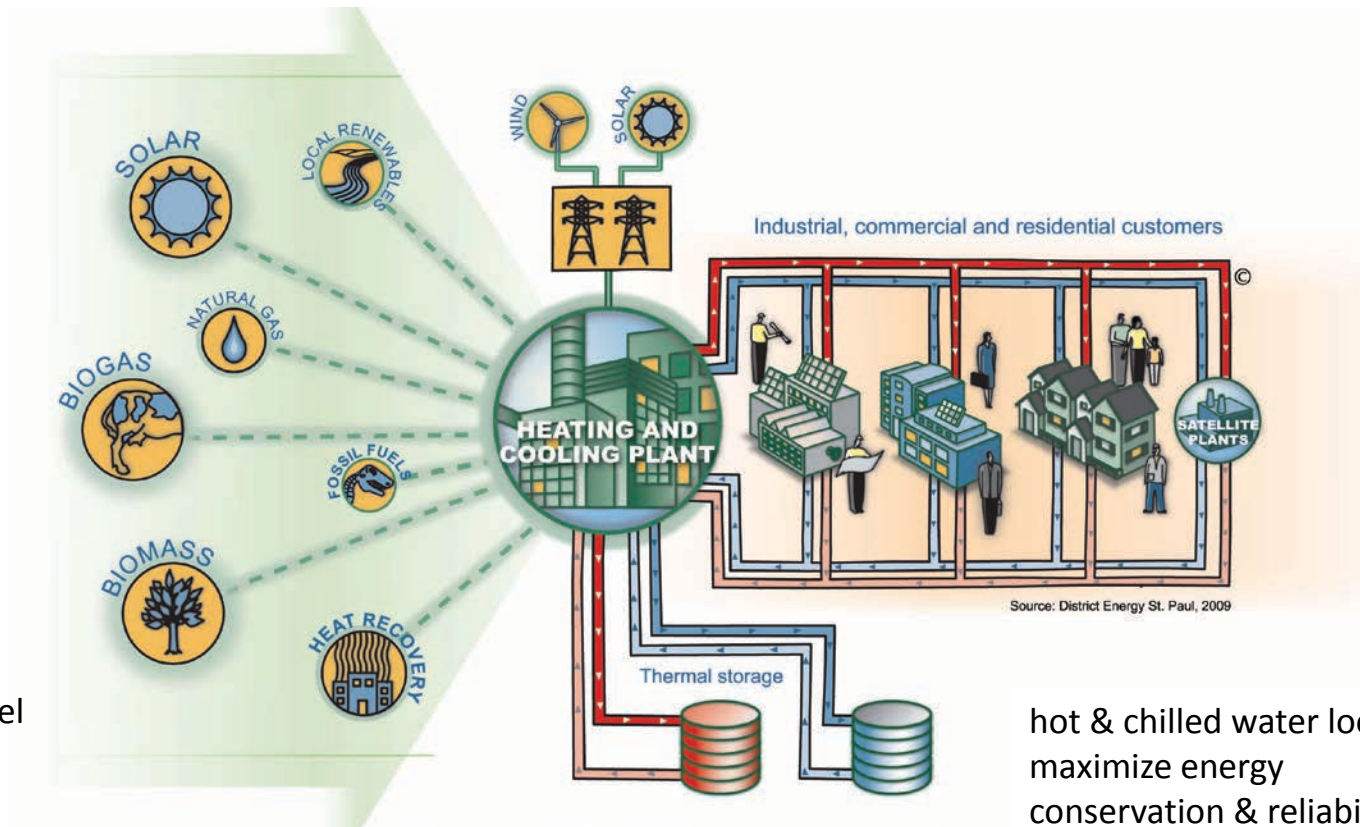 SOLAR
LOCAL RENEWABLES
NATURAL GAS
BIOGAS
FOSSIL FUELS
BIOMASS
HEAT RECOVERY
WIND
SOLAR
HEATING AND
COOLING PLANT
Industrial, commercial and residential customers
©
SATELLITE
PLANTS
Source: District Energy St. Paul, 2009
Thermal storage
el
hot & chilled water loo
maximize energy
conservation & reliabi